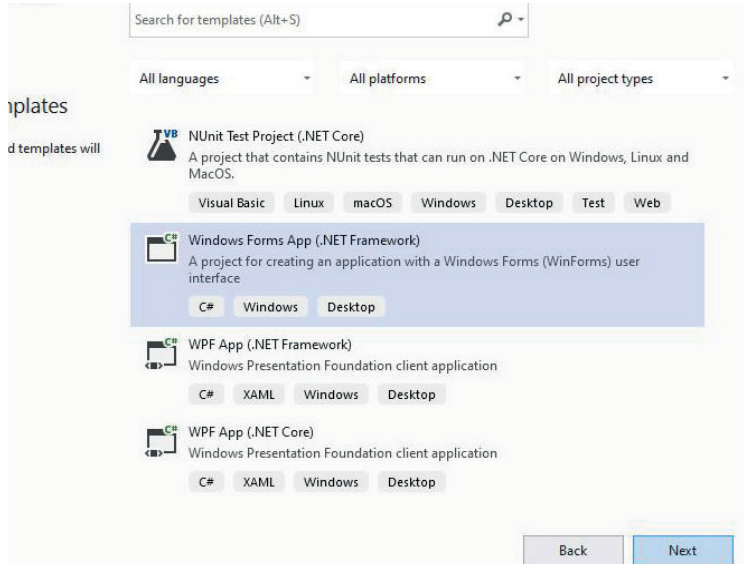 Search for templates (Alt+S)
All languages
All platforms
All project types
mplates
d templates will
VB
NUnit Test Project (.NET Core)
A project that contains NUnit tests that can run on .NET Core on Windows, Linux and
MacOS.
Visual Basic Linux macOS Windows Desktop Test Web
C#
Windows Forms App (.NET Framework)
A project for creating an application with a Windows Forms (WinForms) user
interface
C# Windows Desktop
C#
WPF App (.NET Framework)
Windows Presentation Foundation client application
C# XAML Windows Desktop
C#
WPF App (.NET Core)
Windows Presentation Foundation client application
C# XAML Windows Desktop
Back
Next